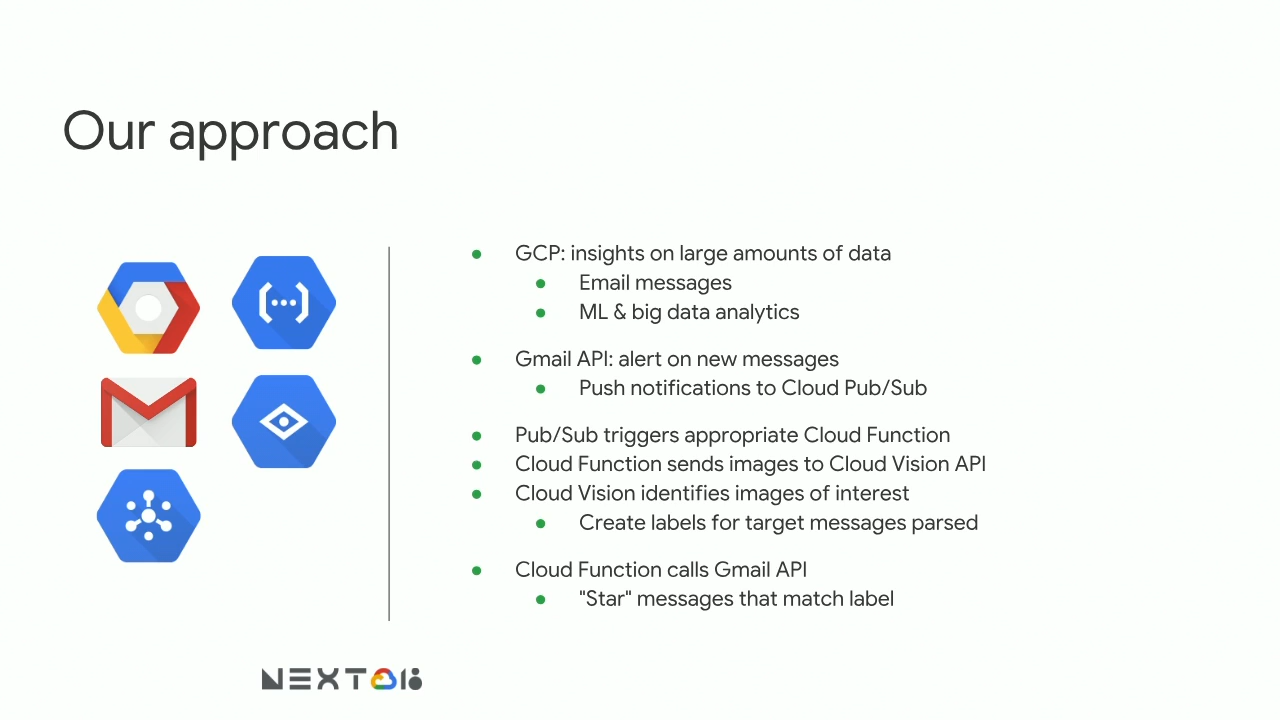 Our approach
GCP: insights on large amounts of data
Email messages
ML & big data analytics
Gmail API: alert on new messages
Push notifications to Cloud Pub/Sub
Pub/Sub triggers appropriate Cloud Function
Cloud Function sends images to Cloud Vision API
Cloud Vision identifies images of interest
Create labels for target messages parsed
Cloud Function calls Gmail API
"Star" messages that match label
NEXT 18